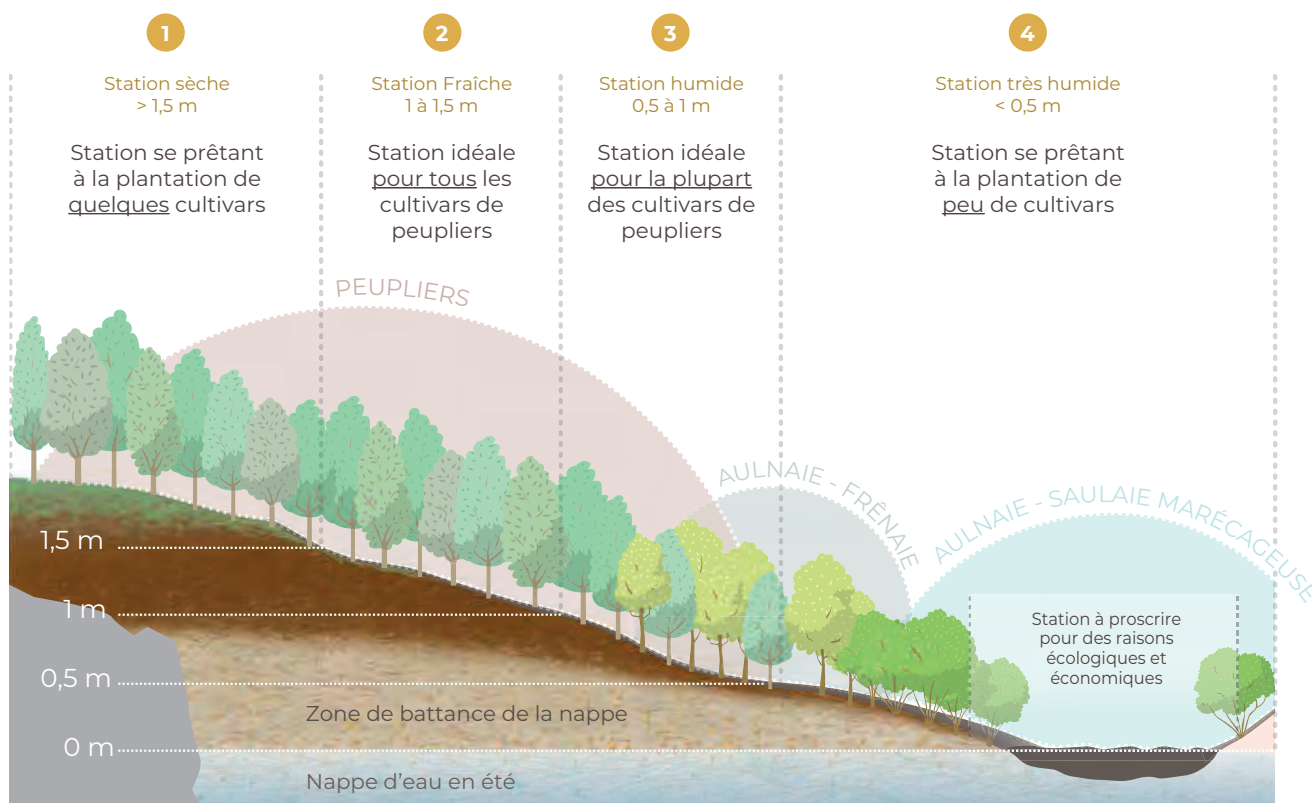 1
Station sèche
> 1,5 m
Station se prêtant
à la plantation de
quelques cultivars
2
Station Fraîche
1 à 1,5 m
Station idéale
pour tous les
cultivars de
peupliers
3
Station humide
0,5 à 1 m
Station idéale
pour la plupart
des cultivars de
peupliers
4
Station très humide
< 0,5 m
Station se prêtant
à la plantation de
peu de cultivars
PEUPLIERS
AULNAIE - FRÊNAIE
AULNAIE - SAULAIE MARÉCAGEUSE
Station à proscrire
pour des raisons
écologiques et
économiques
1,5 m
1 m
0,5 m
Zone de battance de la nappe
0 m
Nappe d'eau en été